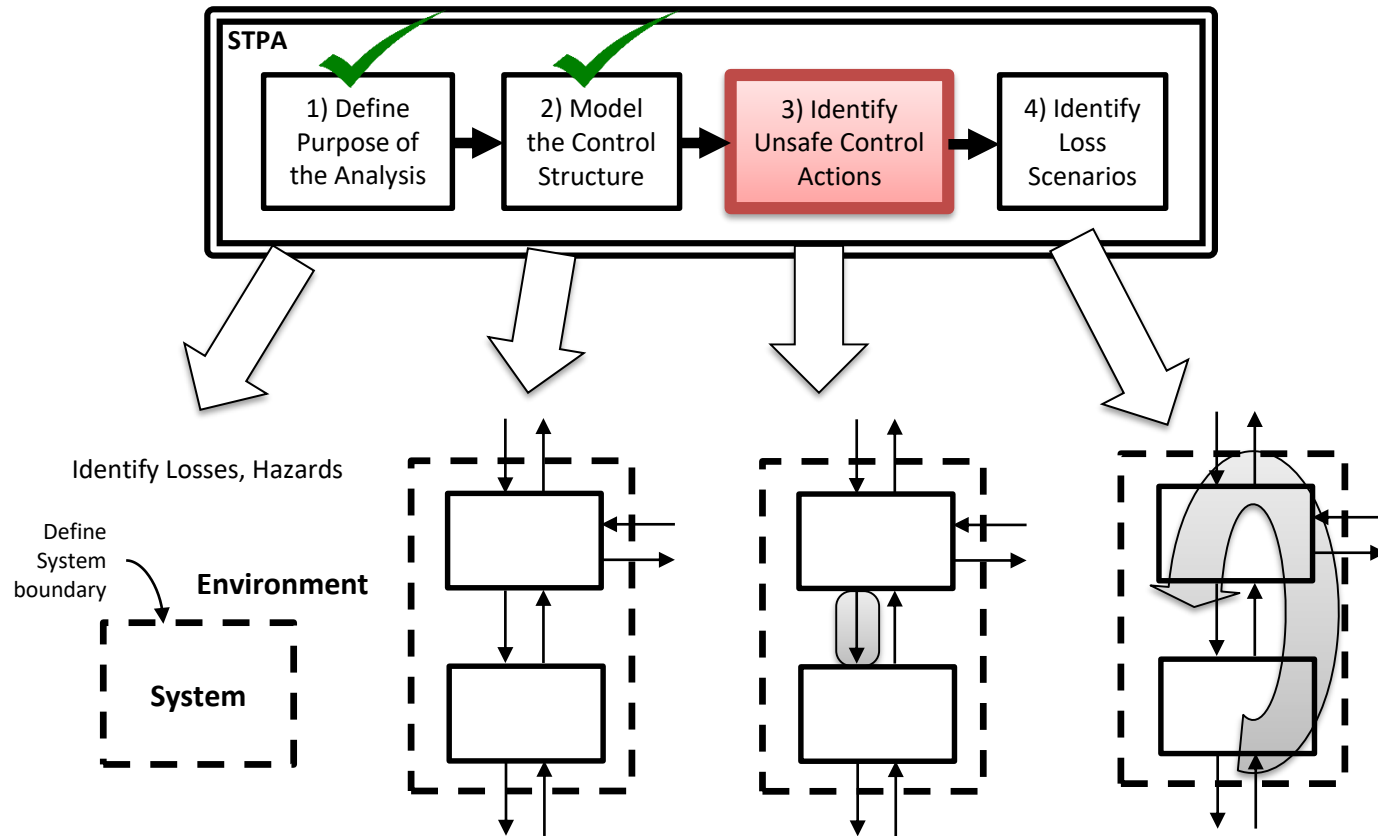 STPA
1) Define
Purpose of
the Analysis
2) Model
the Control
Structure
3) Identify
Unsafe Control
Actions
4) Identify
Loss
Scenarios
Identify Losses, Hazards
Define
System
boundary
Environment
System